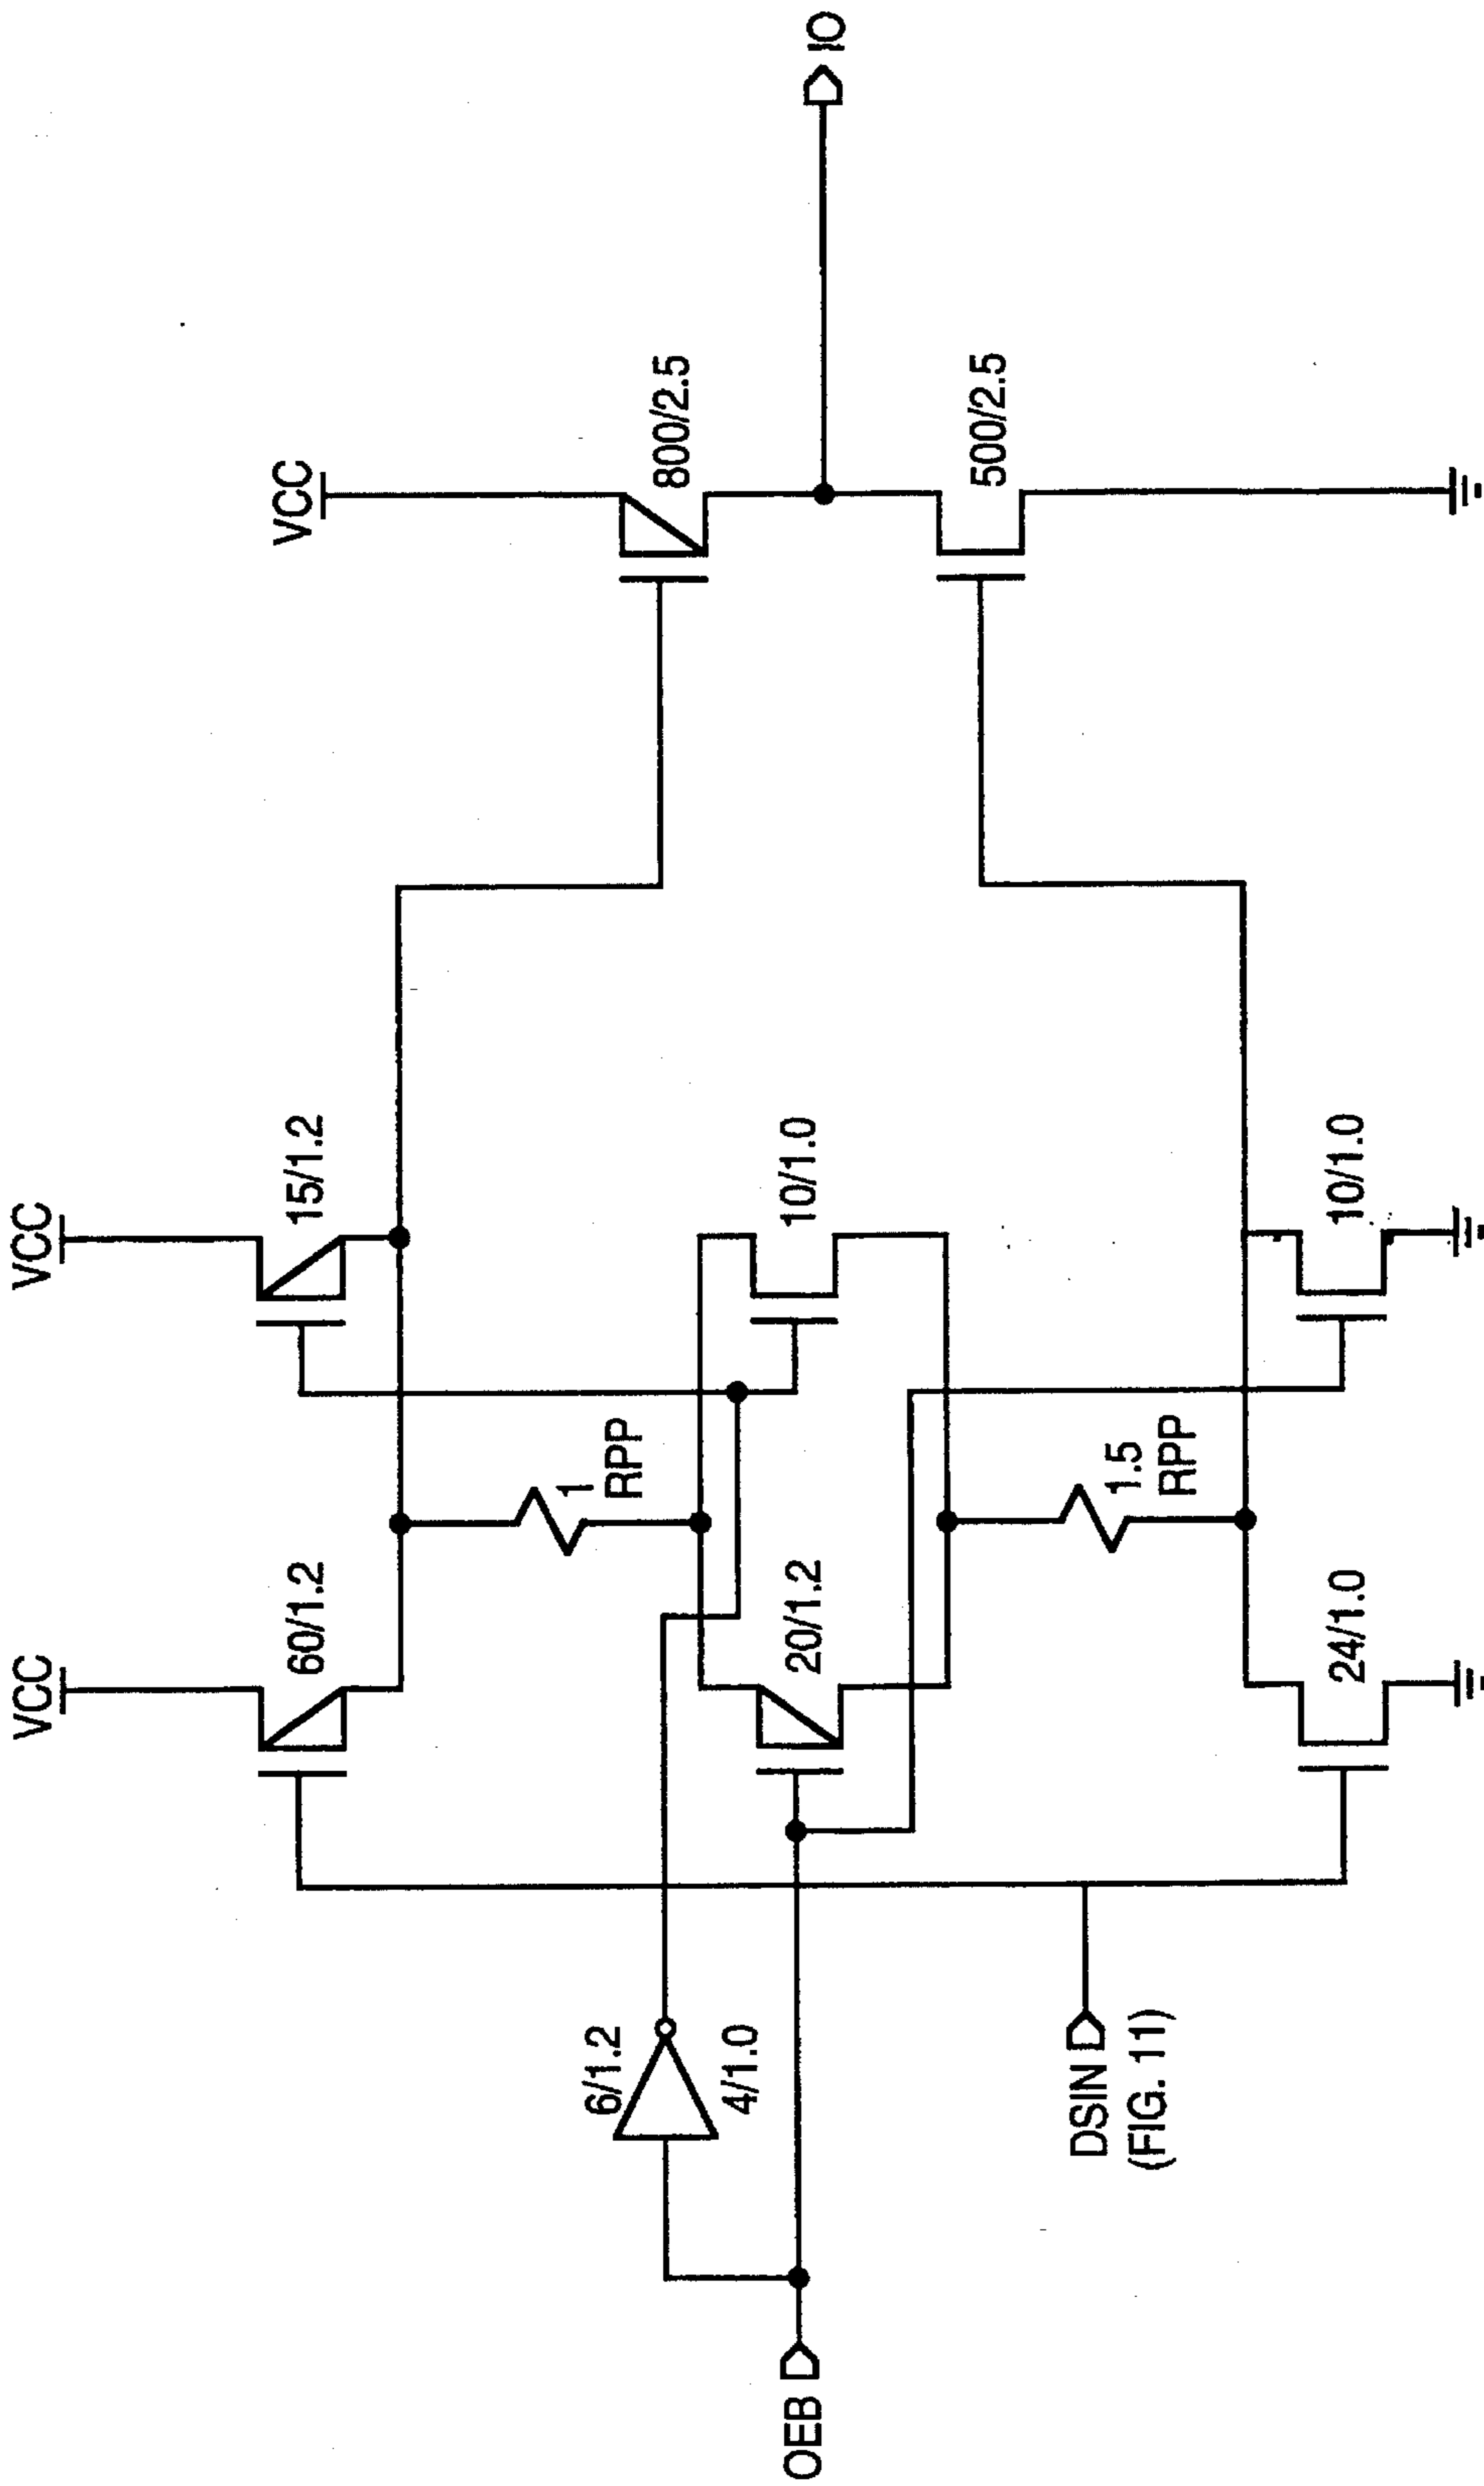 VCC
VCC
VCC
60/1.2
15/1.2
800/2.5
1
RPP
6/1.2
4/1.0
20/1.2
10/1.0
IO
OEB
500/2.5
DSIN
(FIG. 11)
1.5
RPP
24/1.0
10/1.0